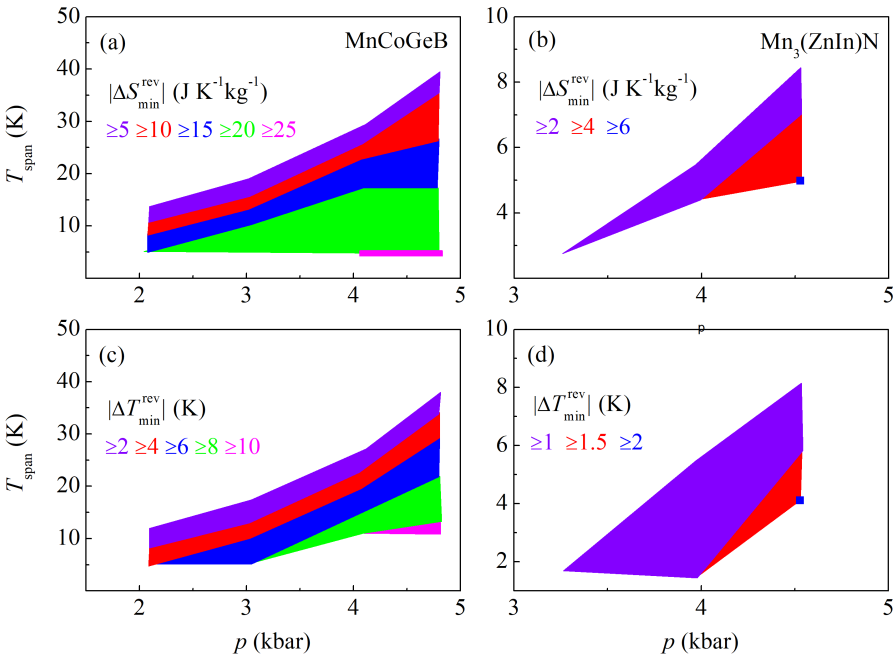 (a) MnCoGeB
|ΔS^rev_min| (J K⁻¹kg⁻¹)
≥5 ≥10 ≥15 ≥20 ≥25
T_span (K)
50
40
30
20
10
2 3 4 5
(b) Mn₃(ZnIn)N
|ΔS^rev_min| (J K⁻¹kg⁻¹)
≥2 ≥4 ≥6
10
8
6
4
3 4 5
p
(c)
|ΔT^rev_min| (K)
≥2 ≥4 ≥6 ≥8 ≥10
T_span (K)
50
40
30
20
10
2 3 4 5
p (kbar)
(d)
|ΔT^rev_min| (K)
≥1 ≥1.5 ≥2
10
8
6
4
2
3 4 5
p (kbar)